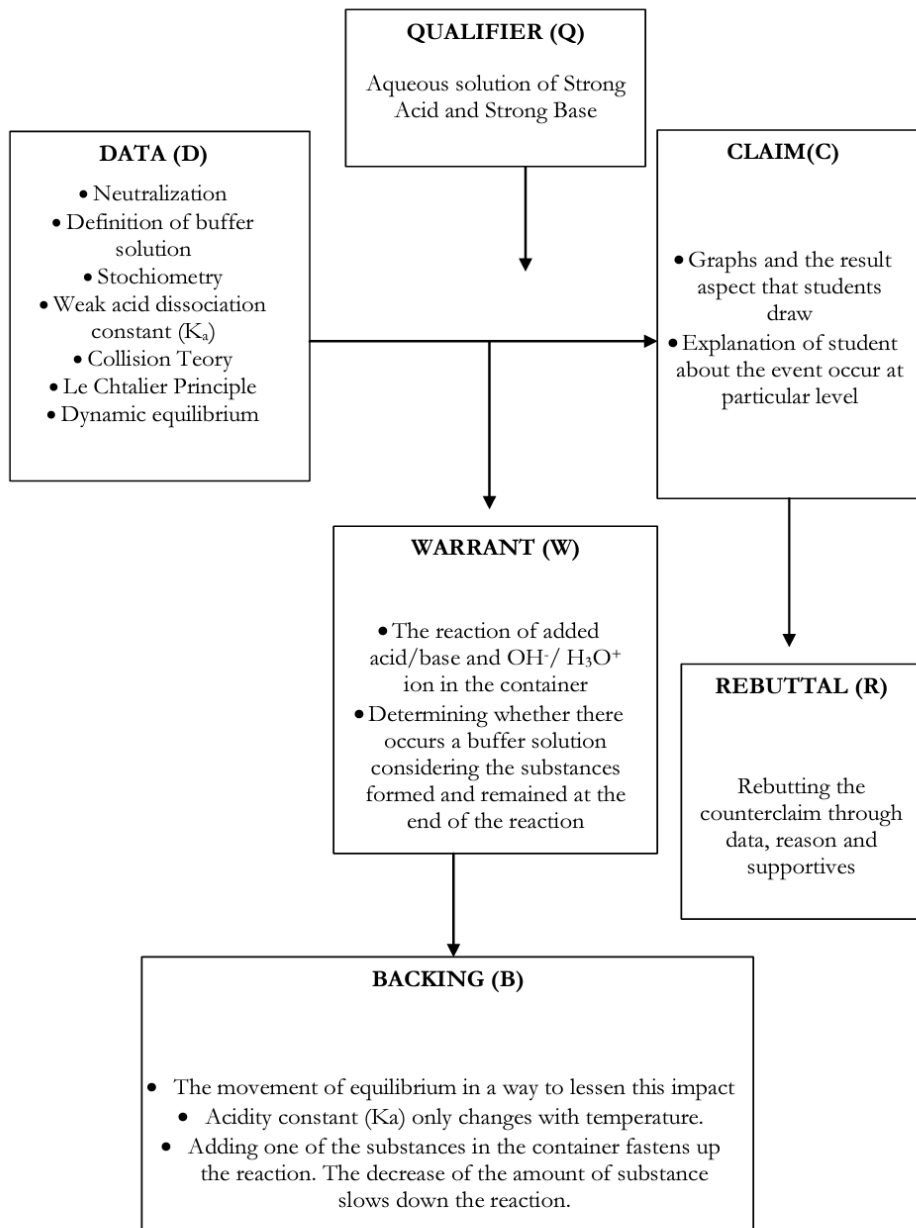 QUALIFIER (Q)
Aqueous solution of Strong
Acid and Strong Base
DATA (D)
• Neutralization
• Definition of buffer
solution
• Stochiometry
• Weak acid dissociation
constant (Kₐ)
• Collision Teory
• Le Chtalier Principle
• Dynamic equilibrium
CLAIM(C)
• Graphs and the result
aspect that students
draw
• Explanation of student
about the event occur at
particular level
WARRANT (W)
• The reaction of added
acid/base and OH⁻/ H₃O⁺
ion in the container
• Determining whether there
occurs a buffer solution
considering the substances
formed and remained at the
end of the reaction
REBUTTAL (R)
Rebutting the
counterclaim through
data, reason and
supportives
BACKING (B)
• The movement of equilibrium in a way to lessen this impact
• Acidity constant (Ka) only changes with temperature.
• Adding one of the substances in the container fastens up
the reaction. The decrease of the amount of substance
slows down the reaction.